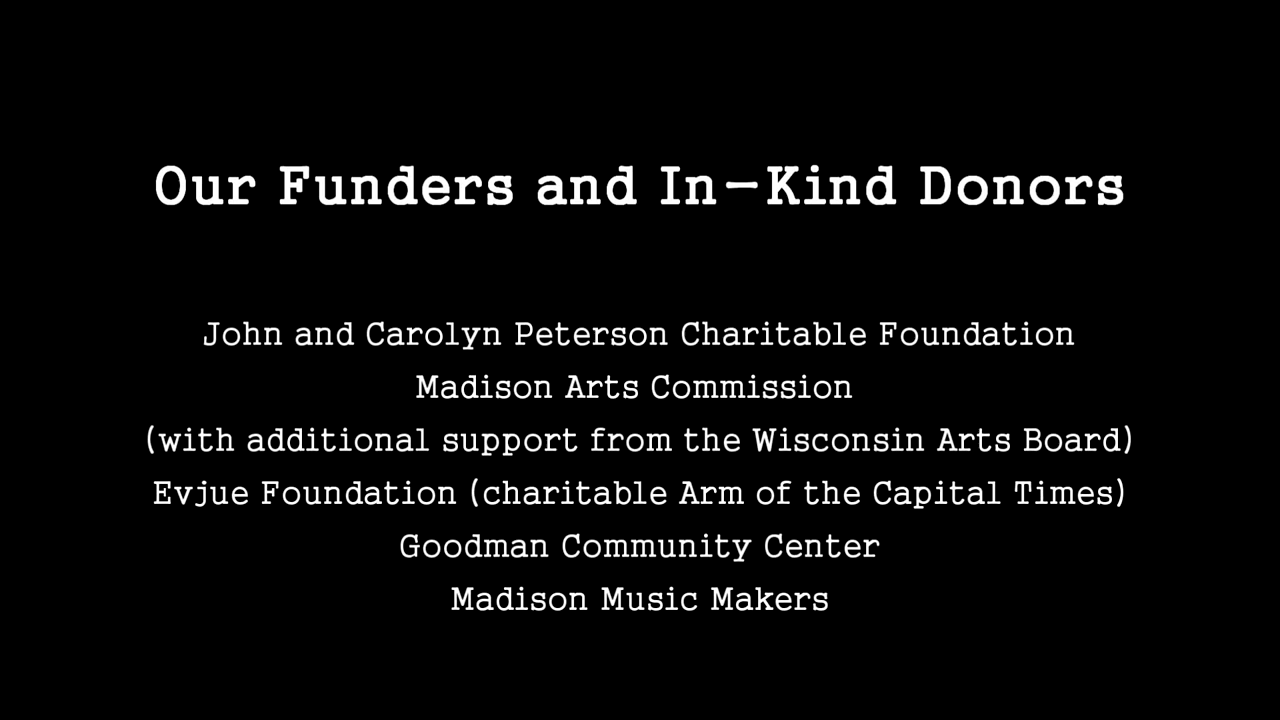 Our Funders and In-Kind Donors
John and Carolyn Peterson Charitable Foundation
Madison Arts Commission
(with additional support from the Wisconsin Arts Board)
Evjue Foundation (charitable Arm of the Capital Times)
Goodman Community Center
Madison Music Makers